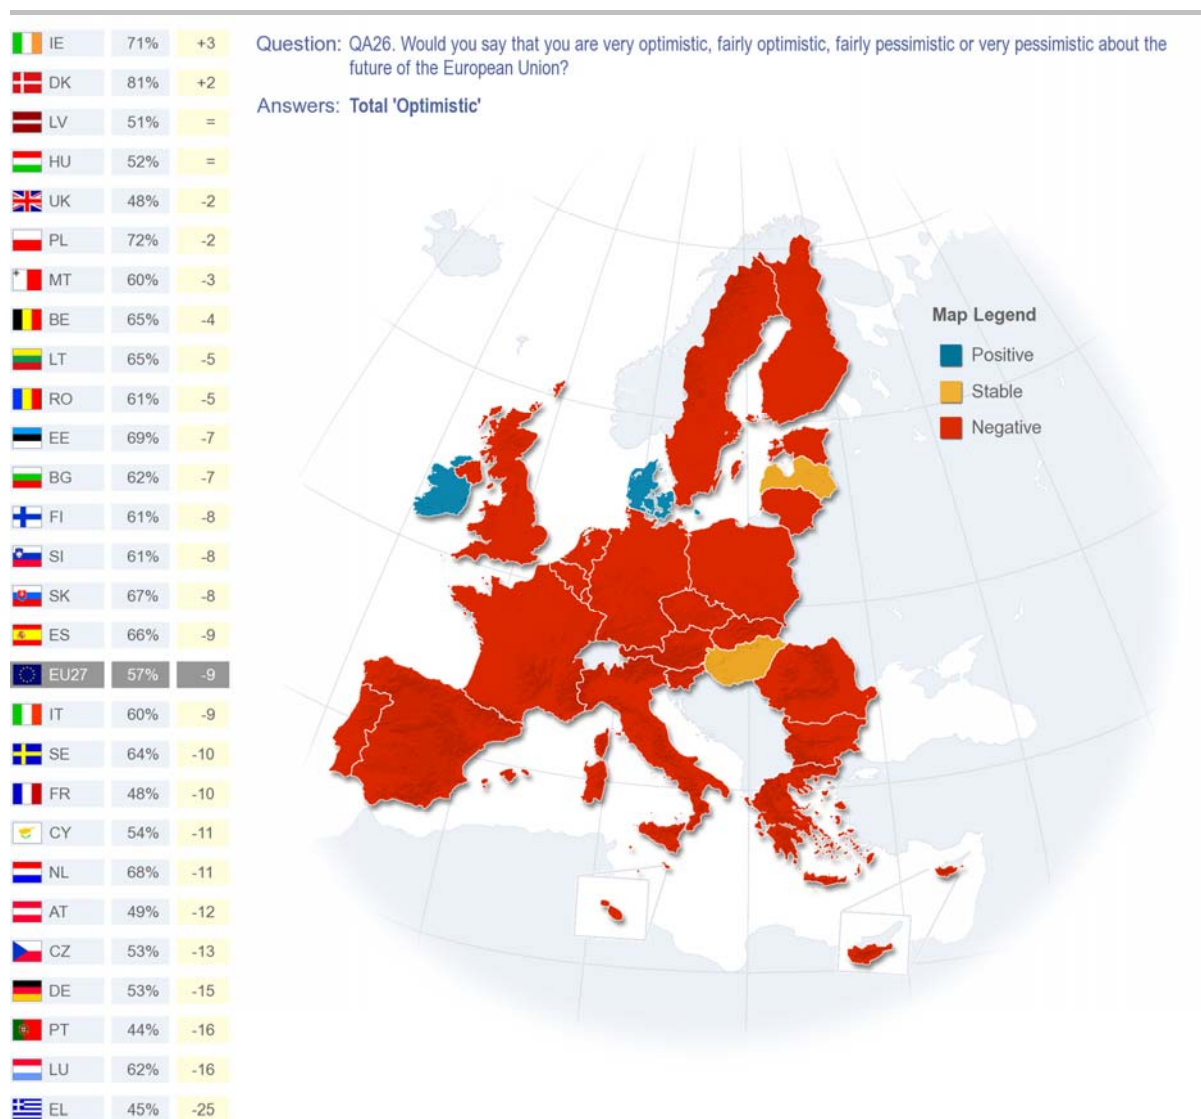 IE 71% +3
DK 81% +2
LV 51% =
HU 52% =
UK 48% -2
PL 72% -2
MT 60% -3
BE 65% -4
LT 65% -5
RO 61% -5
EE 69% -7
BG 62% -7
FI 61% -8
SI 61% -8
SK 67% -8
ES 66% -9
EU27 57% -9
IT 60% -9
SE 64% -10
FR 48% -10
CY 54% -11
NL 68% -11
AT 49% -12
CZ 53% -13
DE 53% -15
PT 44% -16
LU 62% -16
EL 45% -25
Question: QA26. Would you say that you are very optimistic, fairly optimistic, fairly pessimistic or very pessimistic about the
future of the European Union?
Answers: Total 'Optimistic'
Map Legend
Positive
Stable
Negative